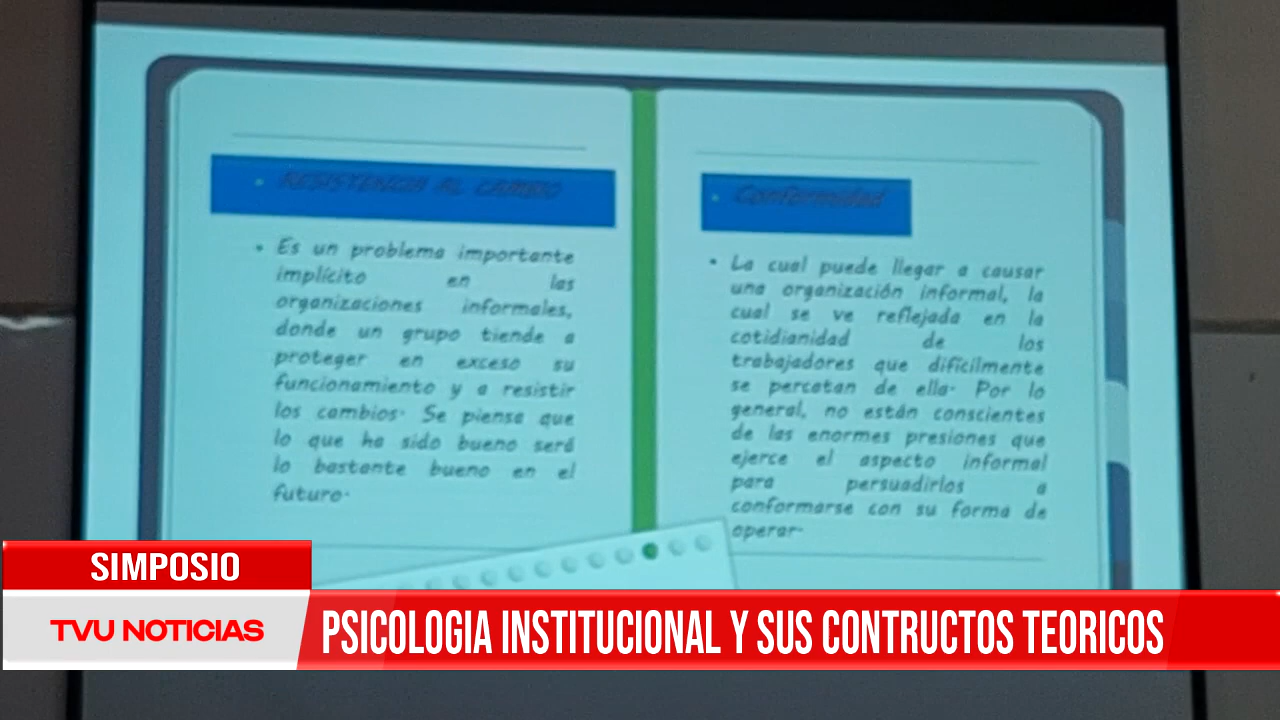 RESISTENCIA AL CAMBIO
Es un problema importante
implícito en las
organizaciones informales,
donde un grupo tiende a
proteger en exceso su
funcionamiento y a resistir
los cambios. Se piensa que
lo que ha sido bueno será
lo bastante bueno en el
futuro.
Conformidad
La cual puede llegar a causar
una organización informal, la
cual se ve reflejada en la
cotidianidad de los
trabajadores que difícilmente
se percatan de ella. Por lo
general, no están conscientes
de las enormes presiones que
ejerce el aspecto informal
para persuadirlos a
conformarse con su forma de
operar.
SIMPOSIO
TVU NOTICIAS
PSICOLOGIA INSTITUCIONAL Y SUS CONTRUCTOS TEORICOS